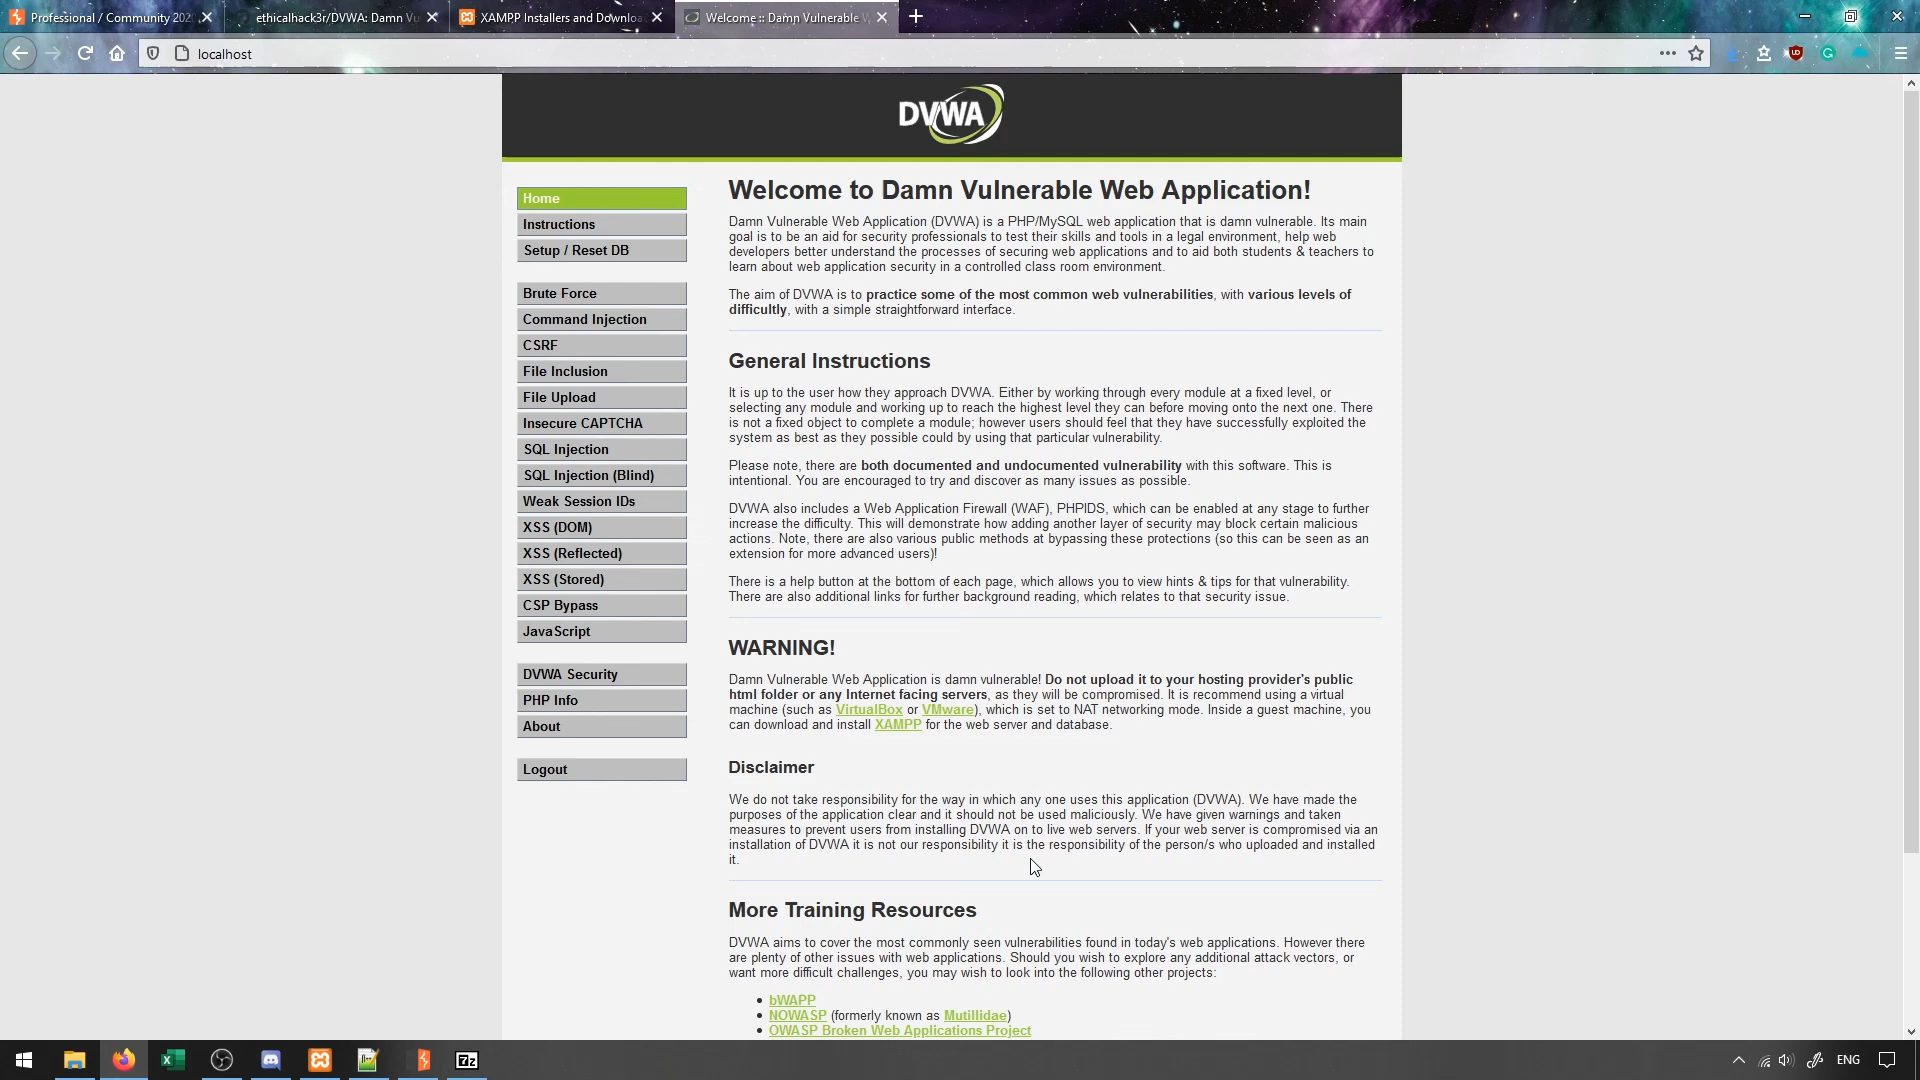 Professional / Community 202
ethicalhack3r/DVWA: Damn Vu
XAMPP Installers and Downloa
Welcome :: Damn Vulnerable W
localhost
DVWA
Home
Instructions
Setup / Reset DB
Brute Force
Command Injection
CSRF
File Inclusion
File Upload
Insecure CAPTCHA
SQL Injection
SQL Injection (Blind)
Weak Session IDs
XSS (DOM)
XSS (Reflected)
XSS (Stored)
CSP Bypass
JavaScript
DVWA Security
PHP Info
About
Logout
Welcome to Damn Vulnerable Web Application!
Damn Vulnerable Web Application (DVWA) is a PHP/MySQL web application that is damn vulnerable. Its main
goal is to be an aid for security professionals to test their skills and tools in a legal environment, help web
developers better understand the processes of securing web applications and to aid both students & teachers to
learn about web application security in a controlled class room environment.
The aim of DVWA is to practice some of the most common web vulnerabilities, with various levels of
difficultly, with a simple straightforward interface.
General Instructions
It is up to the user how they approach DVWA. Either by working through every module at a fixed level, or
selecting any module and working up to reach the highest level they can before moving onto the next one. There
is not a fixed object to complete a module; however users should feel that they have successfully exploited the
system as best as they possible could by using that particular vulnerability.
Please note, there are both documented and undocumented vulnerability with this software. This is
intentional. You are encouraged to try and discover as many issues as possible.
DVWA also includes a Web Application Firewall (WAF), PHPIDS, which can be enabled at any stage to further
increase the difficulty. This will demonstrate how adding another layer of security may block certain malicious
actions. Note, there are also various public methods at bypassing these protections (so this can be seen as an
extension for more advanced users)!
There is a help button at the bottom of each page, which allows you to view hints & tips for that vulnerability.
There are also additional links for further background reading, which relates to that security issue.
WARNING!
Damn Vulnerable Web Application is damn vulnerable! Do not upload it to your hosting provider's public
html folder or any Internet facing servers, as they will be compromised. It is recommend using a virtual
machine (such as VirtualBox or VMware), which is set to NAT networking mode. Inside a guest machine, you
can download and install XAMPP for the web server and database.
Disclaimer
We do not take responsibility for the way in which any one uses this application (DVWA). We have made the
purposes of the application clear and it should not be used maliciously. We have given warnings and taken
measures to prevent users from installing DVWA on to live web servers. If your web server is compromised via an
installation of DVWA it is not our responsibility it is the responsibility of the person/s who uploaded and installed
it.
More Training Resources
DVWA aims to cover the most commonly seen vulnerabilities found in today's web applications. However there
are plenty of other issues with web applications. Should you wish to explore any additional attack vectors, or
want more difficult challenges, you may wish to look into the following other projects:
bWAPP
NOWASP (formerly known as Mutillidae)
OWASP Broken Web Applications Project
7z
ENG